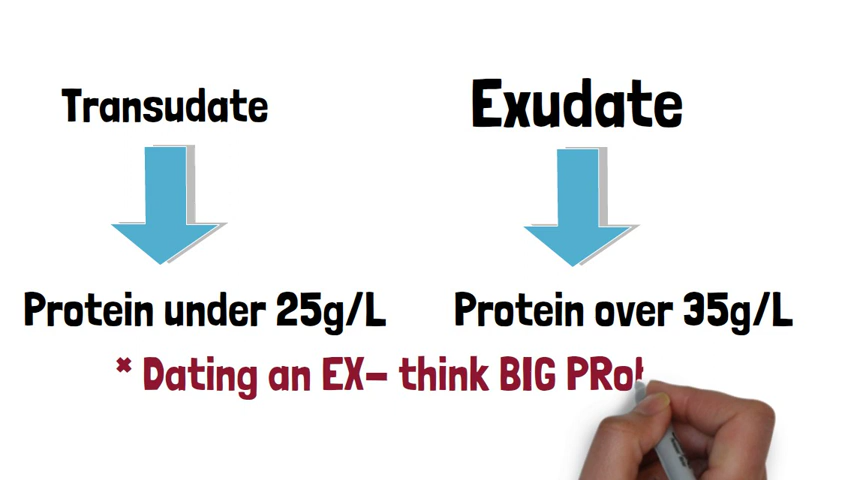 Transudate
Exudate
Protein under 25g/L
Protein over 35g/L
* Dating an EX- think BIG PRo